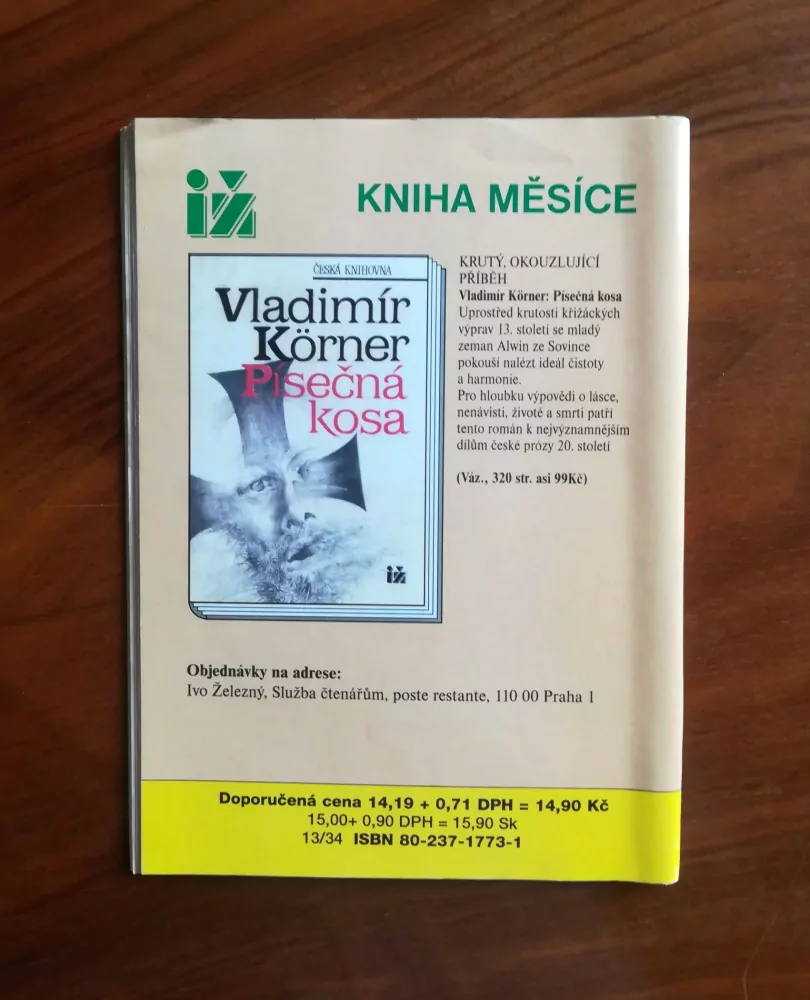 iž
KNIHA MĚSÍCE
ČESKÁ KNIHOVNA
Vladimír
Körner
Písečná
kosa
iž
KRUTÝ, OKOUZLUJÍCÍ
PŘÍBĚH
Vladimír Körner: Písečná kosa
Uprostřed krutostí křižáckých
výprav 13. století se mladý
zeman Alwin ze Sovince
pokouší nalézt ideál čistoty
a harmonie.
Pro hloubku výpovědi o lásce,
nenávisti, životě a smrti patří
tento román k nejvýznamnějším
dílům české prózy 20. století
(Váz., 320 str. asi 99Kč)
Objednávky na adrese:
Ivo Železný, Služba čtenářům, poste restante, 110 00 Praha 1
Doporučená cena 14,19 + 0,71 DPH = 14,90 Kč
15,00+ 0,90 DPH = 15,90 Sk
13/34 ISBN 80-237-1773-1